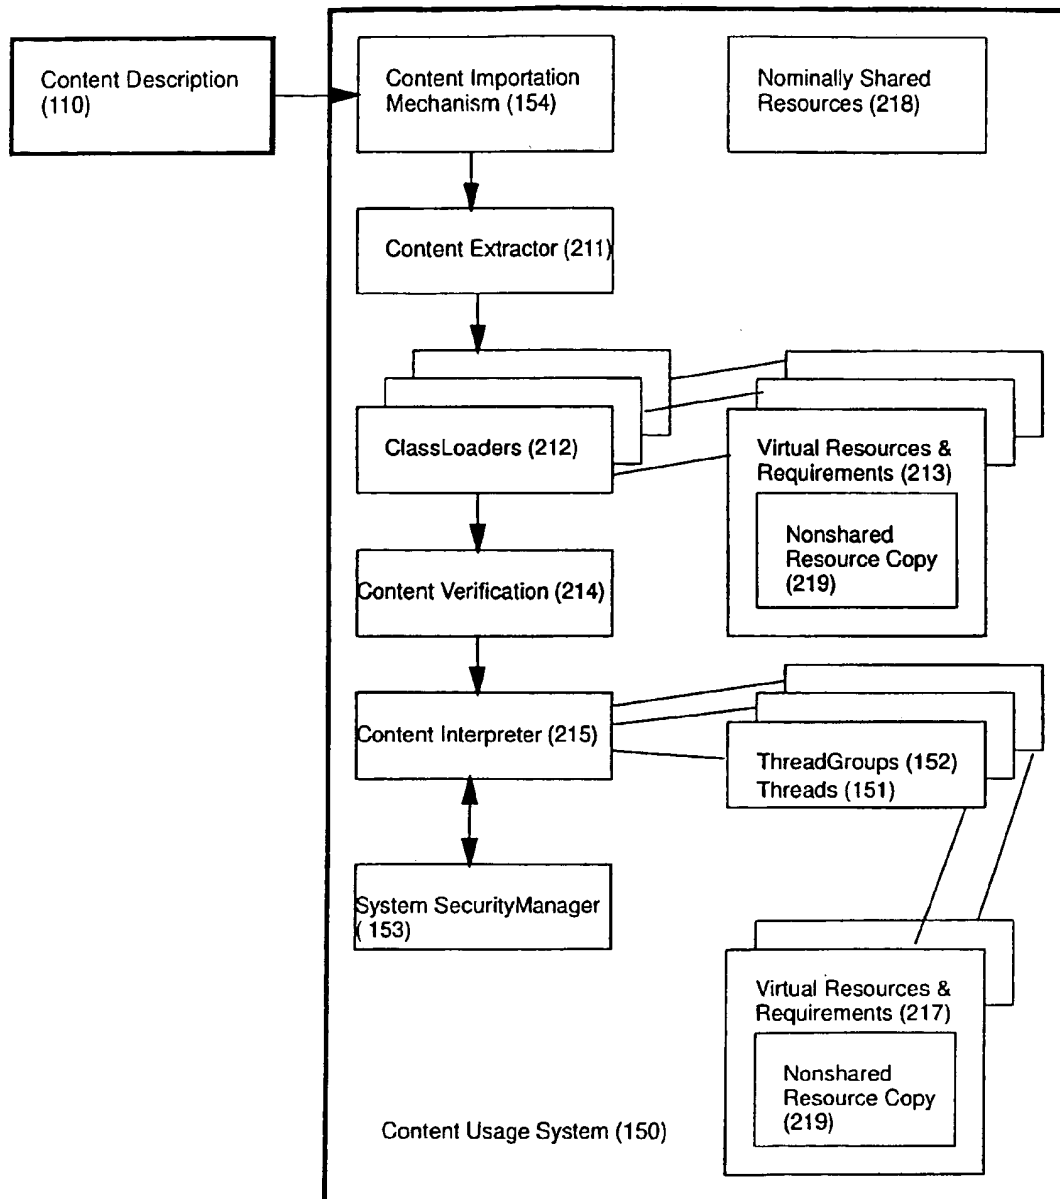 Content Description
(110)
Content Importation
Mechanism (154)
Nominally Shared
Resources (218)
Content Extractor (211)
ClassLoaders (212)
Virtual Resources &
Requirements (213)
Nonshared
Resource Copy
(219)
Content Verification (214)
Content Interpreter (215)
ThreadGroups (152)
Threads (151)
System SecurityManager
( 153)
Virtual Resources &
Requirements (217)
Nonshared
Resource Copy
(219)
Content Usage System (150)